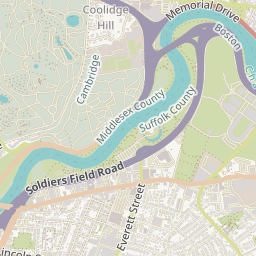 Coolidge
Hill
Memorial Drive
Boston
Cambridge
Middlesex County
Suffolk County
Soldiers Field Road
Everett Street